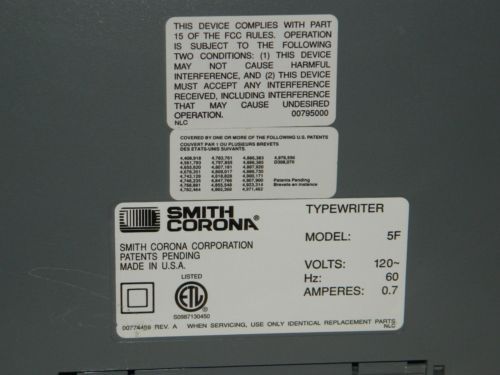 THIS DEVICE COMPLIES WITH PART
15 OF THE FCC RULES. OPERATION
IS SUBJECT TO THE FOLLOWING
TWO CONDITIONS: (1) THIS DEVICE
MAY NOT CAUSE HARMFUL
INTERFERENCE, AND (2) THIS DEVICE
MUST ACCEPT ANY INTERFERENCE
RECEIVED, INCLUDING INTERFERENCE
THAT MAY CAUSE UNDESIRED
OPERATION. 00795000
NLC
COVERED BY ONE OR MORE OF THE FOLLOWING U.S. PATENTS
COUVERT PAR 1 OU PLUSIEURS BREVETS
DES ETATS-UNIS SUIVANTS.
Patents Pending
Brevets en instance
SMITH
CORONA®
TYPEWRITER
SMITH CORONA CORPORATION
PATENTS PENDING
MADE IN U.S.A.
MODEL: 5F
VOLTS: 120~
Hz: 60
AMPERES: 0.7
LISTED
ETL
S0987130450
00774459 REV. A WHEN SERVICING, USE ONLY IDENTICAL REPLACEMENT PARTS
NLC